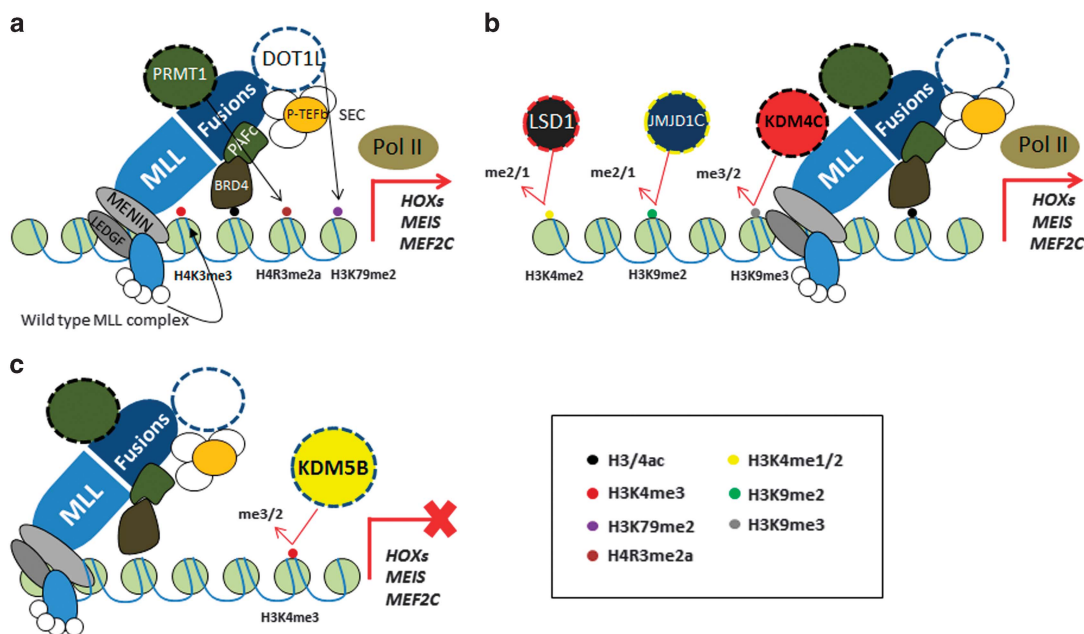 a
PRMT1
DOT1L
Fusions
P-TEFb
SEC
PAFc
MLL
BRD4
Pol II
MENIN
LEDGF
HOXs
MEIS
MEF2C
H4K3me3
H4R3me2a
H3K79me2
Wild type MLL complex
b
LSD1
JMJD1C
KDM4C
Fusions
MLL
Pol II
me2/1
me2/1
me3/2
HOXs
MEIS
MEF2C
H3K4me2
H3K9me2
H3K9me3
c
Fusions
MLL
KDM5B
me3/2
HOXs
MEIS
MEF2C
H3K4me3
H3/4ac
H3K4me3
H3K79me2
H4R3me2a
H3K4me1/2
H3K9me2
H3K9me3